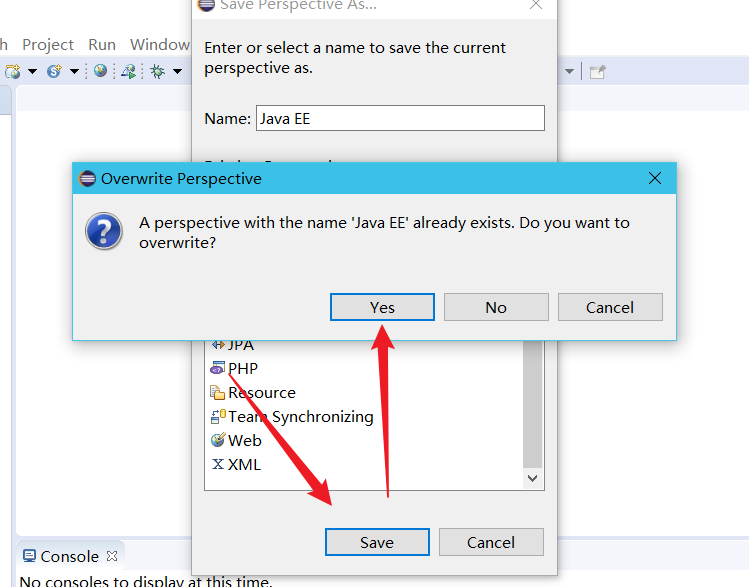 Save Perspective As...
Project Run Window
Enter or select a name to save the current
perspective as.
Name: Java EE
Overwrite Perspective
A perspective with the name 'Java EE' already exists. Do you want to
overwrite?
Yes No Cancel
JPA
PHP
Resource
Team Synchronizing
Web
XML
Save Cancel
Console
No consoles to display at this time.